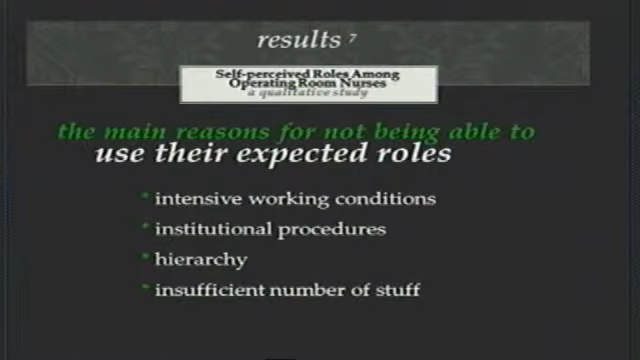 results 7
Self-perceived Roles Among
Operating Room Nurses
a qualitative study
the main reasons for not being able to
use their expected roles
* intensive working conditions
* institutional procedures
* hierarchy
* insufficient number of stuff